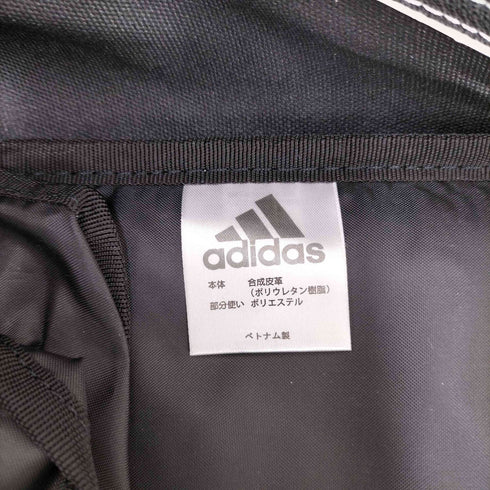 adidas
本体 合成皮革
(ポリウレタン樹脂)
部分使い ポリエステル
ベトナム製